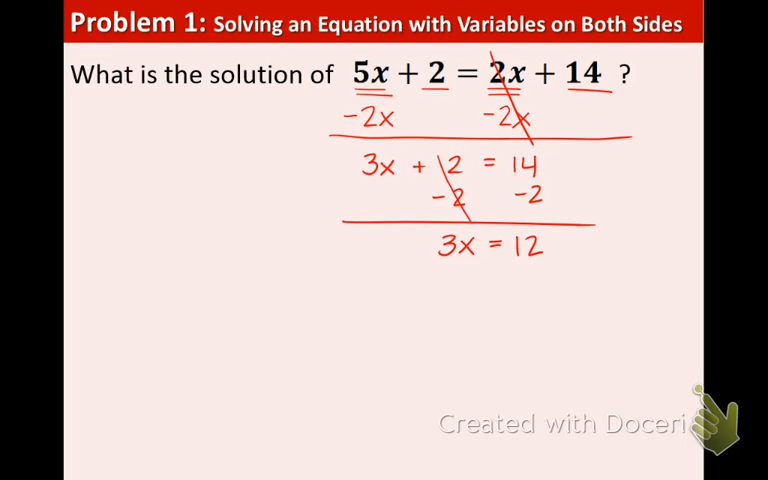 Problem 1: Solving an Equation with Variables on Both Sides
What is the solution of 5x + 2 = 2x + 14 ?
-2x -2x
3x + 2 = 14
-2 -2
3x = 12
Created with Doceri